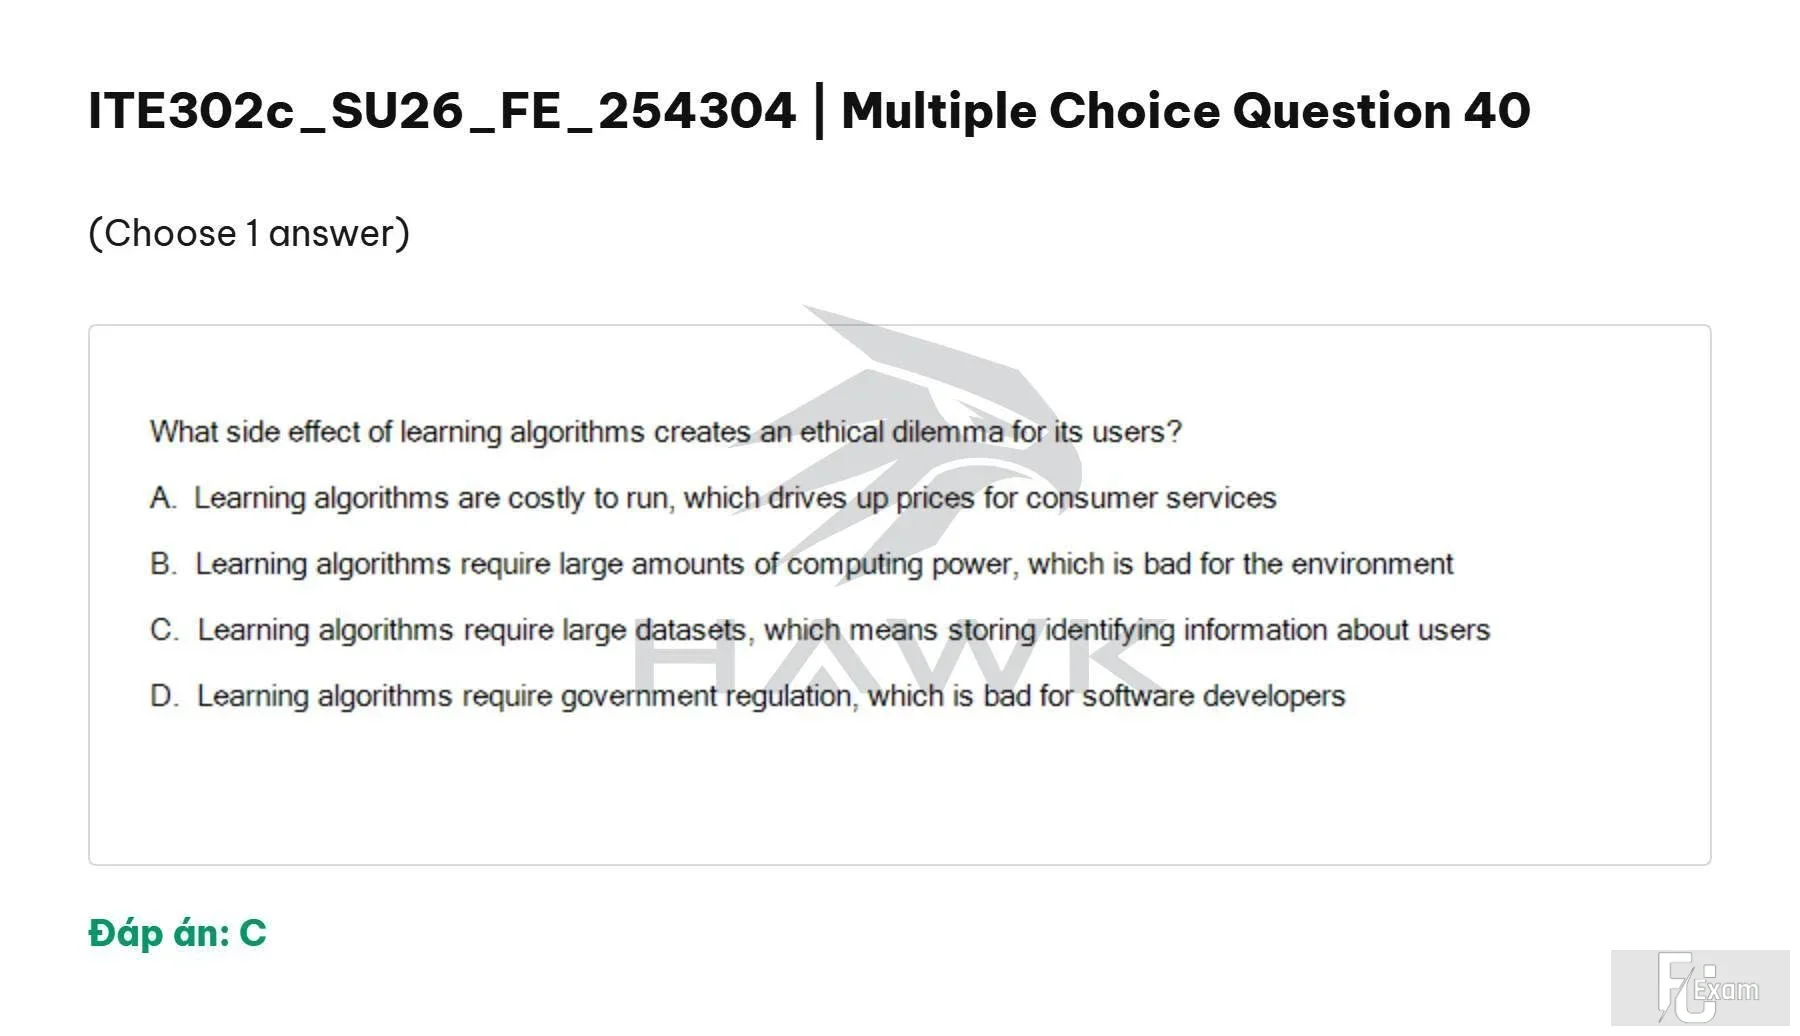 ITE302c_SU26_FE_254304 | Multiple Choice Question 40
(Choose 1 answer)
What side effect of learning algorithms creates an ethical dilemma for its users?
A. Learning algorithms are costly to run, which drives up prices for consumer services
B. Learning algorithms require large amounts of computing power, which is bad for the environment
C. Learning algorithms require large datasets, which means storing identifying information about users
D. Learning algorithms require government regulation, which is bad for software developers
HAWK
Đáp án: C
FU Exam